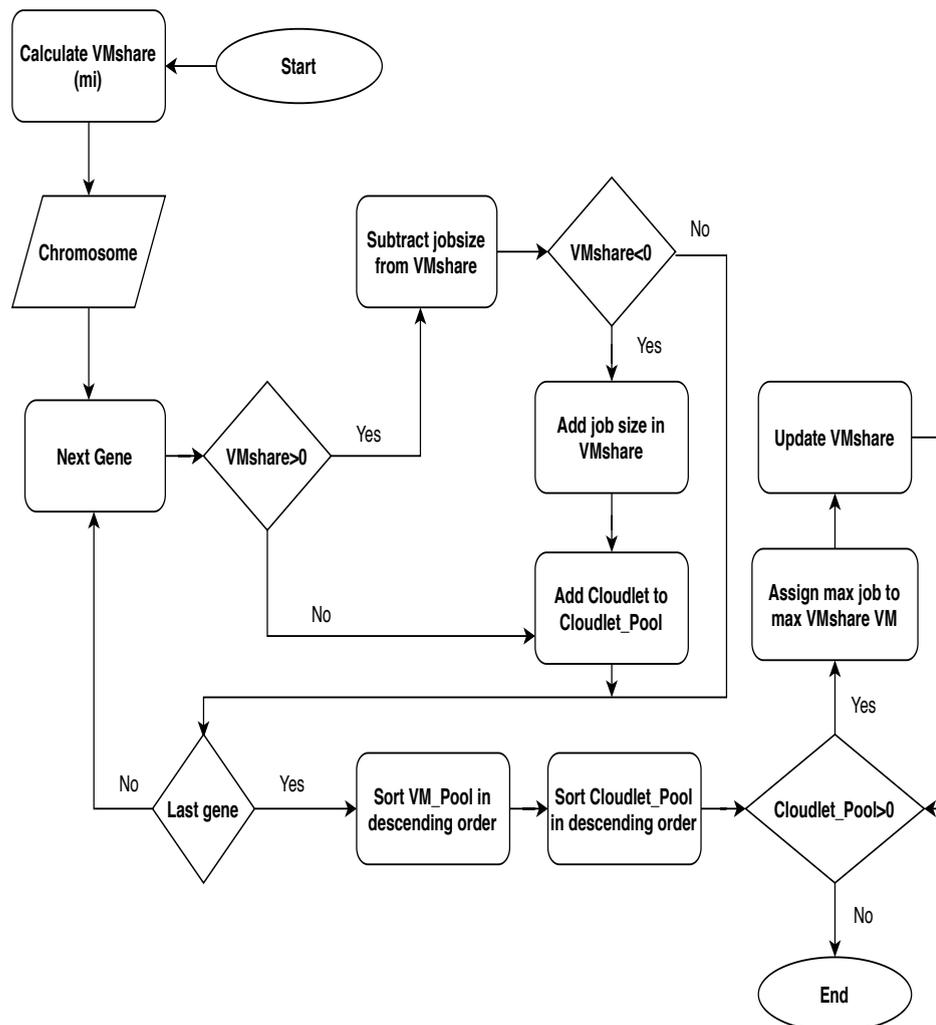 Calculate VMshare
(mi)
Start
Chromosome
Subtract jobsize
from VMshare
VMshare<0
No
Yes
Next Gene
VMshare>0
Yes
Add job size in
VMshare
Update VMshare
No
Add Cloudlet to
Cloudlet_Pool
Assign max job to
max VMshare VM
Yes
No
Last gene
Yes
Sort VM_Pool in
descending order
Sort Cloudlet_Pool
in descending order
Cloudlet_Pool>0
No
End